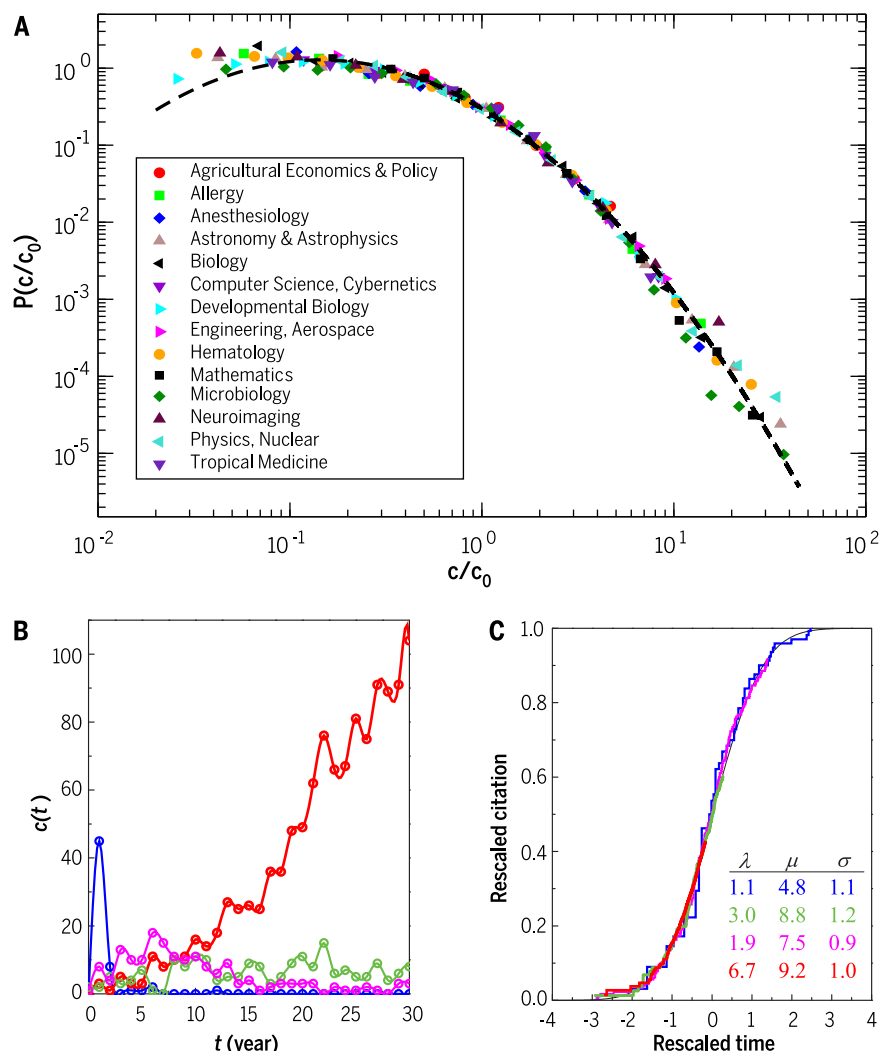 A
10^0
10^-1
10^-2
10^-3
10^-4
10^-5
P(c/c0)
Agricultural Economics & Policy
Allergy
Anesthesiology
Astronomy & Astrophysics
Biology
Computer Science, Cybernetics
Developmental Biology
Engineering, Aerospace
Hematology
Mathematics
Microbiology
Neuroimaging
Physics, Nuclear
Tropical Medicine
10^-2 10^-1 10^0 10^1 10^2
c/c0
B
100
80
60
40
20
0
c(t)
0 5 10 15 20 25 30
t (year)
C
1.0
0.8
0.6
0.4
0.2
0.0
Rescaled citation
λ μ σ
1.1 4.8 1.1
3.0 8.8 1.2
1.9 7.5 0.9
6.7 9.2 1.0
-4 -3 -2 -1 0 1 2 3 4
Rescaled time